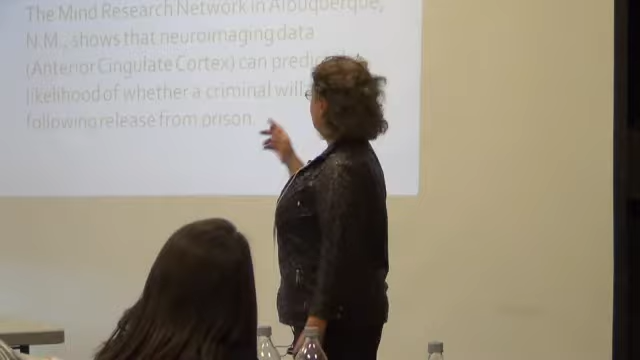 The Mind Research Network in Albuquerque,
N.M., shows that neuroimaging data
(Anterior Cingulate Cortex) can predict
likelihood of whether a criminal will
following release from prison.